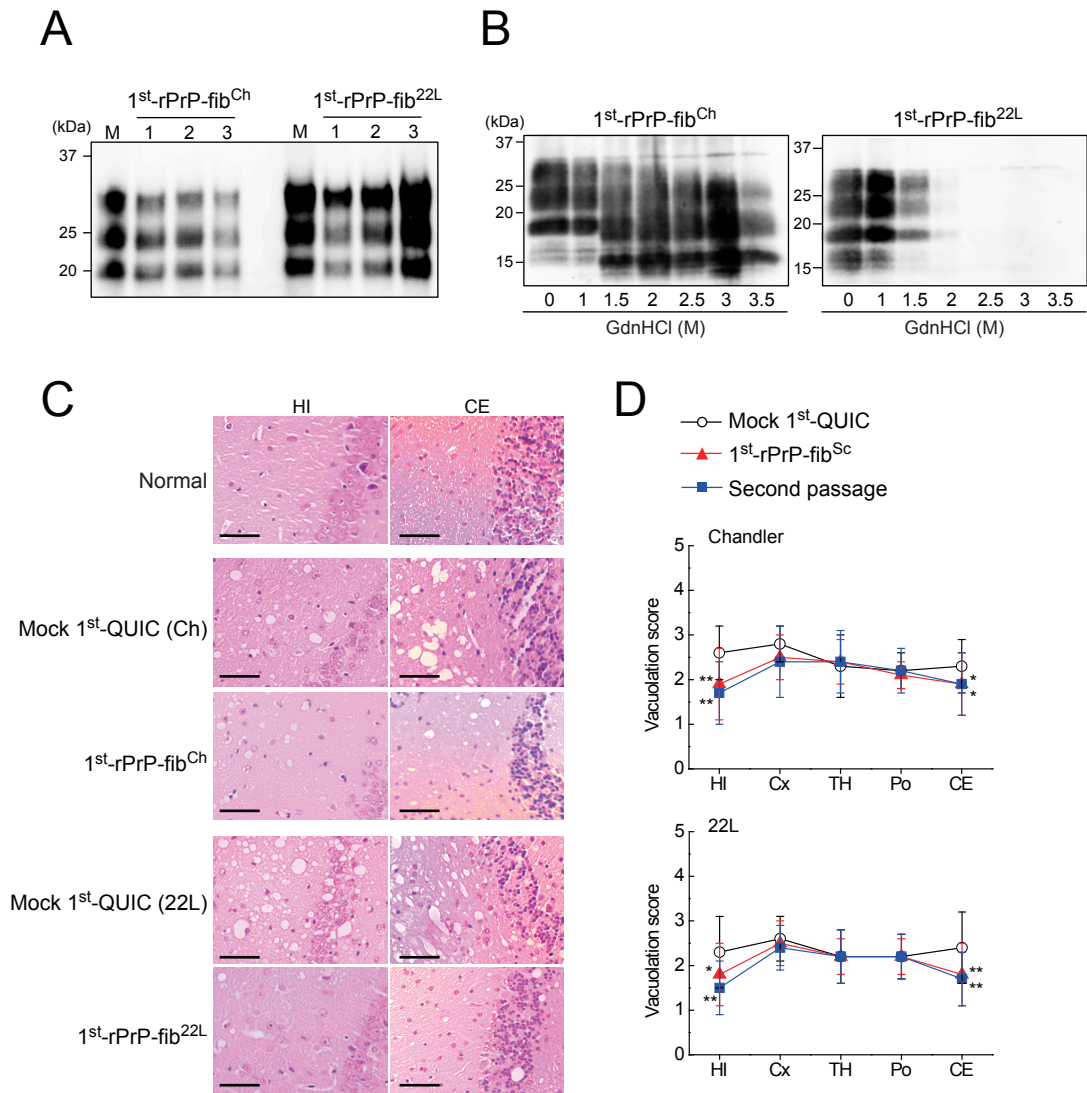 A
1st-rPrP-fibCh 1st-rPrP-fib22L
(kDa) M 1 2 3 M 1 2 3
37
25
20
B
(kDa) 1st-rPrP-fibCh 1st-rPrP-fib22L
37 37
25 25
20 20
15 15
0 1 1.5 2 2.5 3 3.5 0 1 1.5 2 2.5 3 3.5
GdnHCl (M) GdnHCl (M)
C
HI CE
Normal
Mock 1st-QUIC (Ch)
1st-rPrP-fibCh
Mock 1st-QUIC (22L)
1st-rPrP-fib22L
D
Mock 1st-QUIC
1st-rPrP-fibSc
Second passage
Chandler
Vacuolation score
5
4
3
2
1
0
** *
** *
HI Cx TH Po CE
22L
Vacuolation score
5
4
3
2
1
0
* **
** **
HI Cx TH Po CE